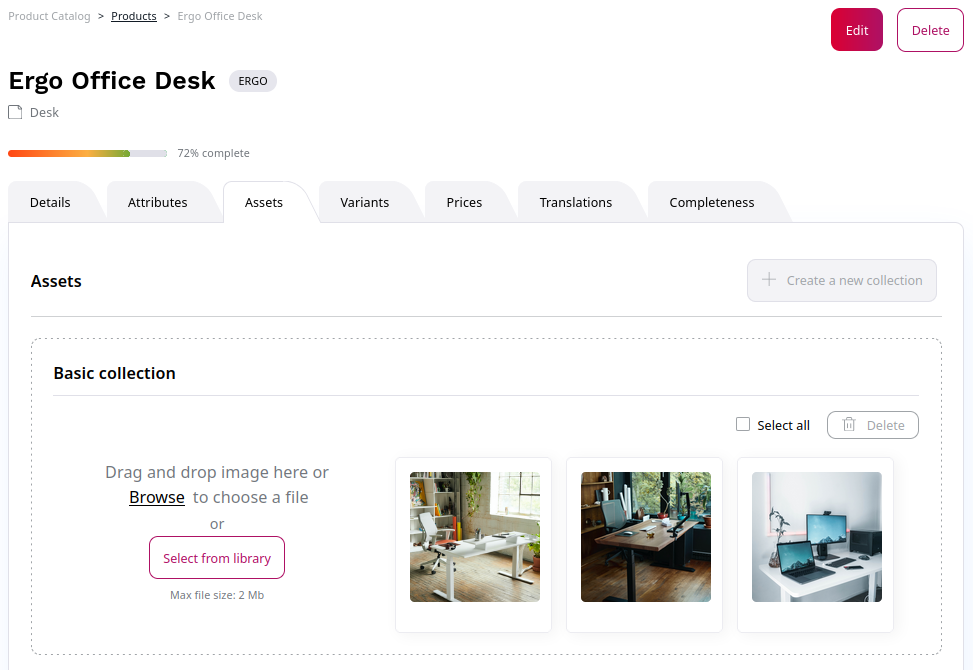 Product Catalog > Products > Ergo Office Desk
Edit
Delete
Ergo Office Desk ERGO
Desk
72% complete
Details
Attributes
Assets
Variants
Prices
Translations
Completeness
Assets
Create a new collection
Basic collection
Select all
Delete
Drag and drop image here or
Browse to choose a file
or
Select from library
Max file size: 2 Mb